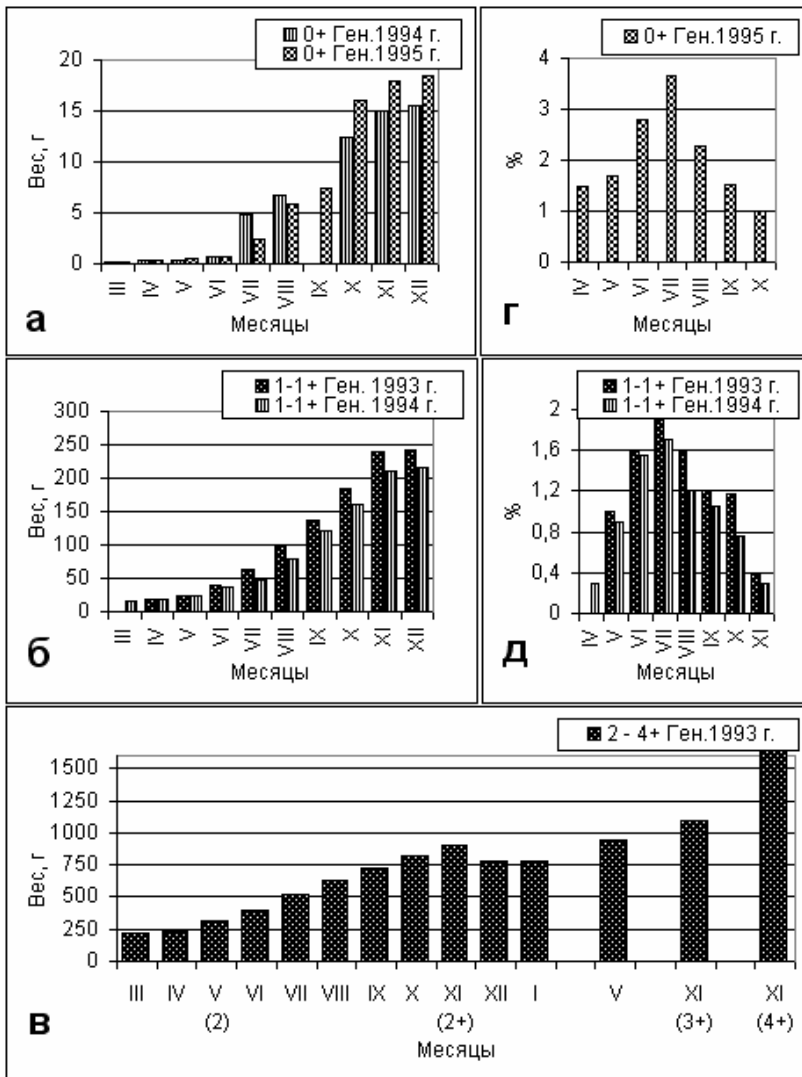 0+ Ген.1994 г.
0+ Ген.1995 г.
20
15
10
5
0
Вес, г
III IV V VI VII VIII IX X XI XII
Месяцы
а
0+ Ген.1995 г.
4
3
2
1
0
%
IV V VI VII VIII IX X
Месяцы
г
1-1+ Ген. 1993 г.
1-1+ Ген. 1994 г.
300
250
200
150
100
50
0
Вес, г
III IV V VI VII VIII IX X XI XII
Месяцы
б
1-1+ Ген.1993 г.
1-1+ Ген.1994 г.
2
1,6
1,2
0,8
0,4
0
%
IV V VI VII VIII IX X XI
Месяцы
д
2 - 4+ Ген.1993 г.
1500
1250
1000
750
500
250
0
Вес, г
III IV V VI VII VIII IX X XI XII I V XI XI
(2) (2+) (3+) (4+)
Месяцы
в